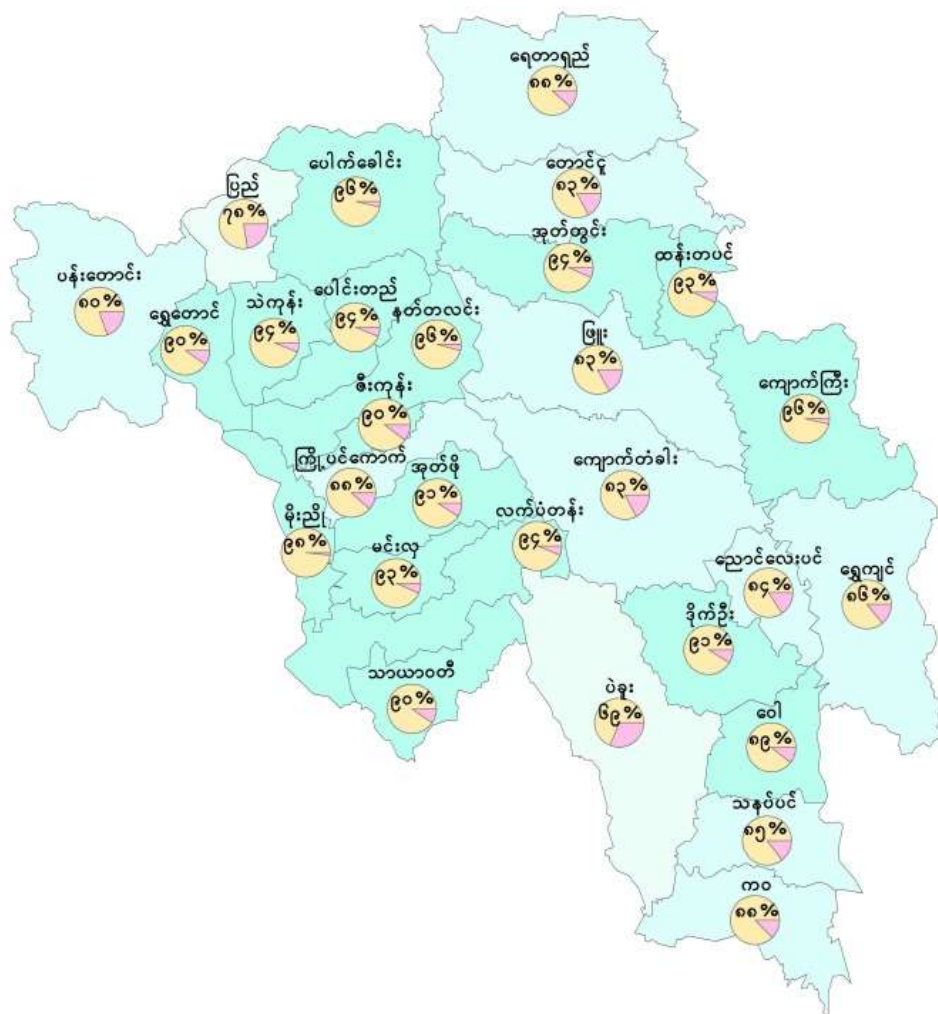 ရေတာရှည်
၈၈%
တောင်ငူ
၈၃%
ပေါက်ခေါင်း
၉၆%
ပြည်
၇၈%
အုတ်တွင်း
၉၄%
ထန်းတပင်
၉၃%
ပန်းတောင်း
၈၀%
ရွှေတောင်
၉၀%
သဲကုန်း
၉၄%
ပေါင်းတည်
၉၄%
နတ်တလင်း
၉၆%
ဖြူး
၈၃%
ကျောက်ကြီး
၉၆%
ဇီးကုန်း
၉၀%
ကြို့ပင်ကောက်
၈၈%
အုတ်ဖို
၉၁%
ကျောက်တံခါး
၈၃%
လက်ပံတန်း
၉၄%
မိုးညို
၉၈%
မင်းလှ
၉၃%
ညောင်လေးပင်
၈၄%
ရွှေကျင်
၈၆%
ဒိုက်ဦး
၉၁%
သာယာဝတီ
၉၀%
ပဲခူး
၆၉%
ဝေါ
၈၉%
သနပ်ပင်
၈၅%
ကဝ
၈၈%